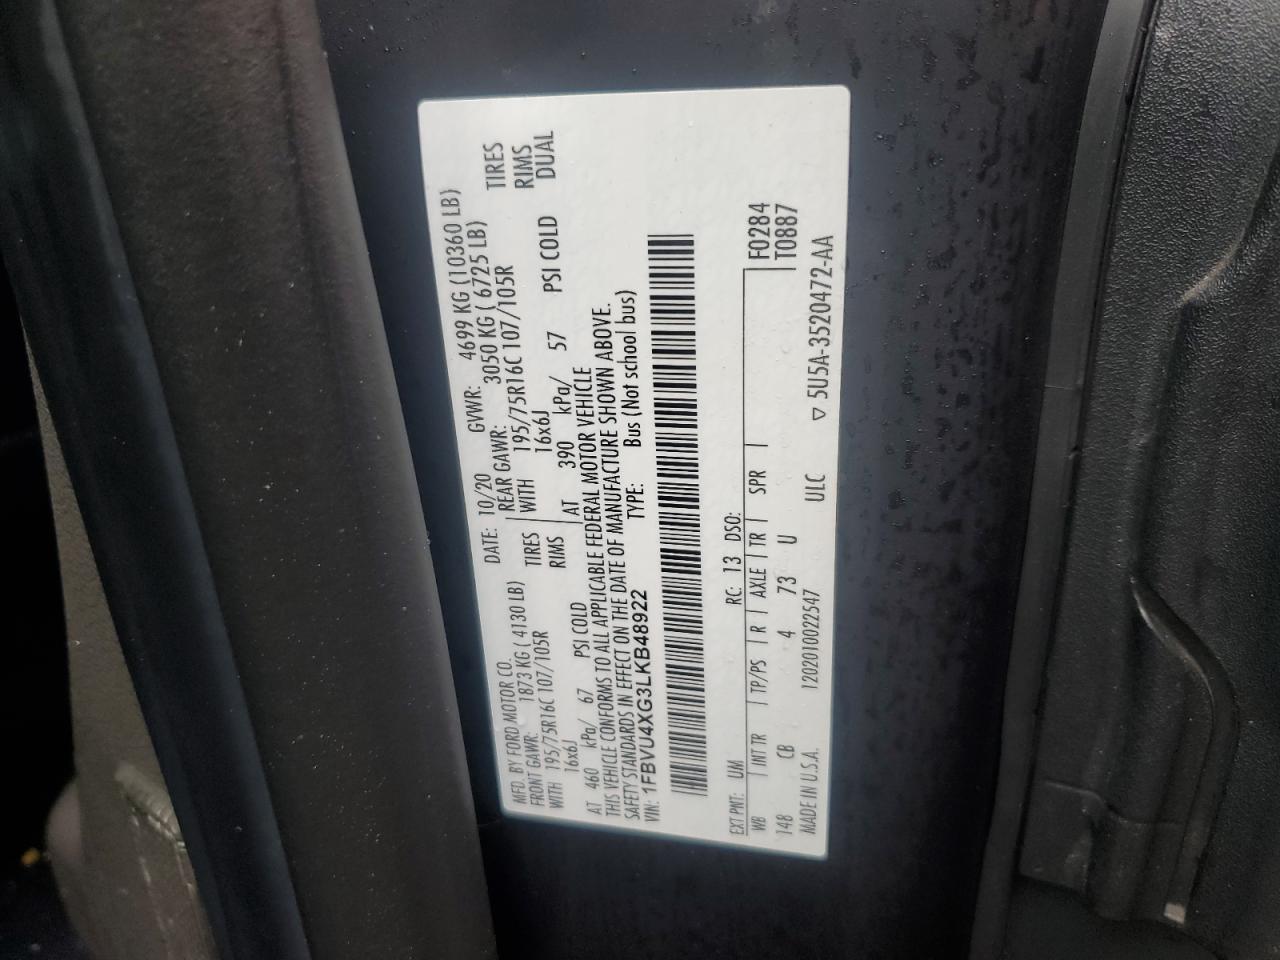 MFD. BY FORD MOTOR CO.
DATE: 10/20 GVWR: 4699 KG (10360 LB)
FRONT GAWR: 1873 KG ( 4130 LB) REAR GAWR: 3050 KG ( 6725 LB)
WITH 195/75R16C 107/105R TIRES WITH 195/75R16C 107/105R TIRES
16x6J RIMS 16x6J RIMS
AT 460 kPa/ 67 PSI COLD AT 390 kPa/ 57 PSI COLD DUAL
THIS VEHICLE CONFORMS TO ALL APPLICABLE FEDERAL MOTOR VEHICLE
SAFETY STANDARDS IN EFFECT ON THE DATE OF MANUFACTURE SHOWN ABOVE.
VIN: 1FBVU4XG3LKB48922 TYPE: Bus (Not school bus)
EXT PNT: UM RC: 13 DSO: F0284
WB INT TR TP/PS R AXLE TR SPR T0887
148 CB 4 73 U
MADE IN U.S.A. 1202010022547 ULC ▽ 5U5A-3520472-AA